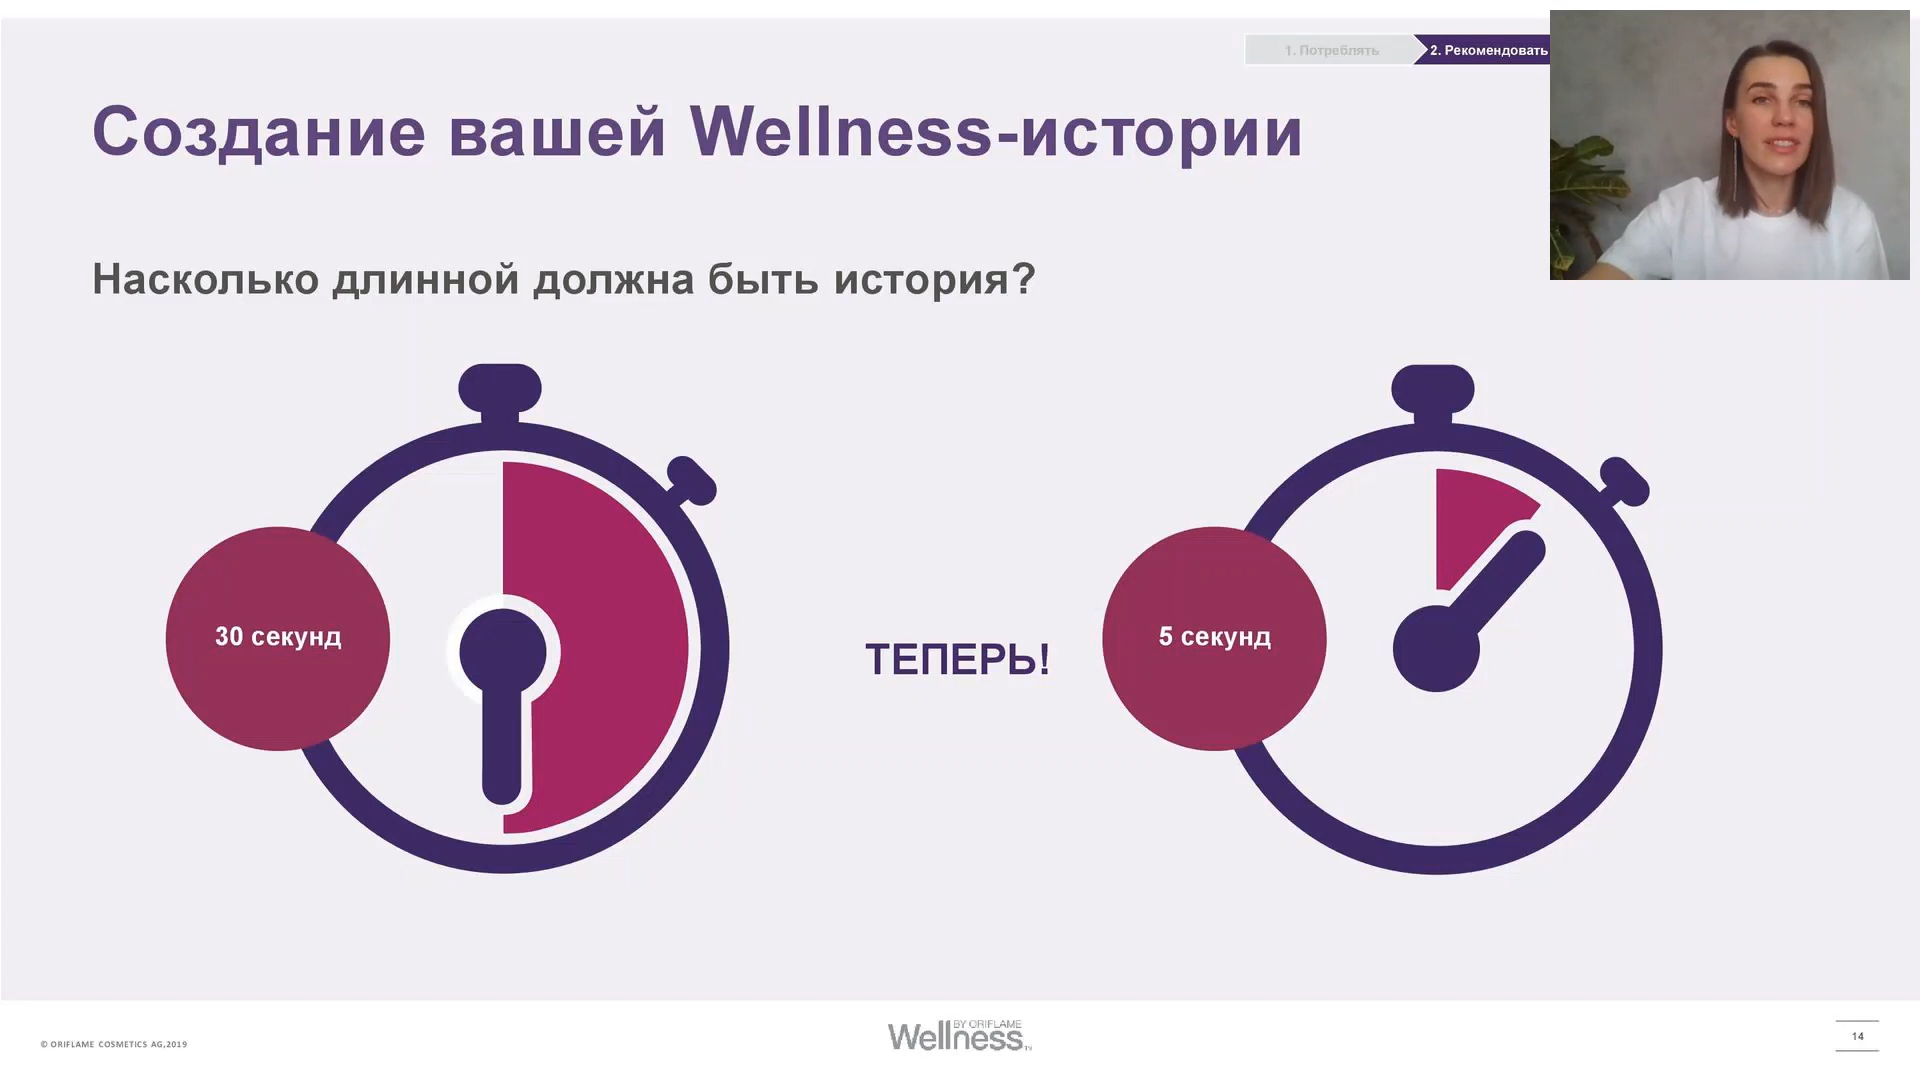 1. Потреблять
2. Рекомендовать
Создание вашей Wellness-истории
Насколько длинной должна быть история?
30 секунд
ТЕПЕРЬ!
5 секунд
© ORIFLAME COSMETICS AG,2019
BY ORIFLAME
Wellness™
14